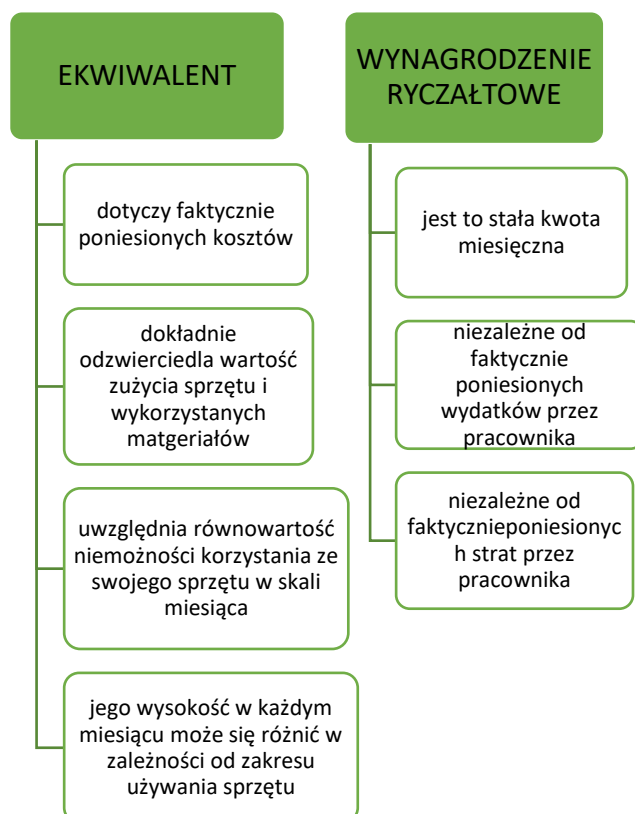 EKWIWALENT
dotyczy faktycznie
poniesionych kosztów
dokładnie
odzwierciedla wartość
zużycia sprzętu i
wykorzystanych
matgeriałów
uwzględnia równowartość
niemożności korzystania ze
swojego sprzętu w skali
miesiąca
jego wysokość w każdym
miesiącu może się różnić w
zależności od zakresu
używania sprzętu
WYNAGRODZENIE
RYCZAŁTOWE
jest to stała kwota
miesięczna
niezależne od
faktycznie
poniesionych
wydatków przez
pracownika
niezależne od
faktycznieponiesionyc
h strat przez
pracownika